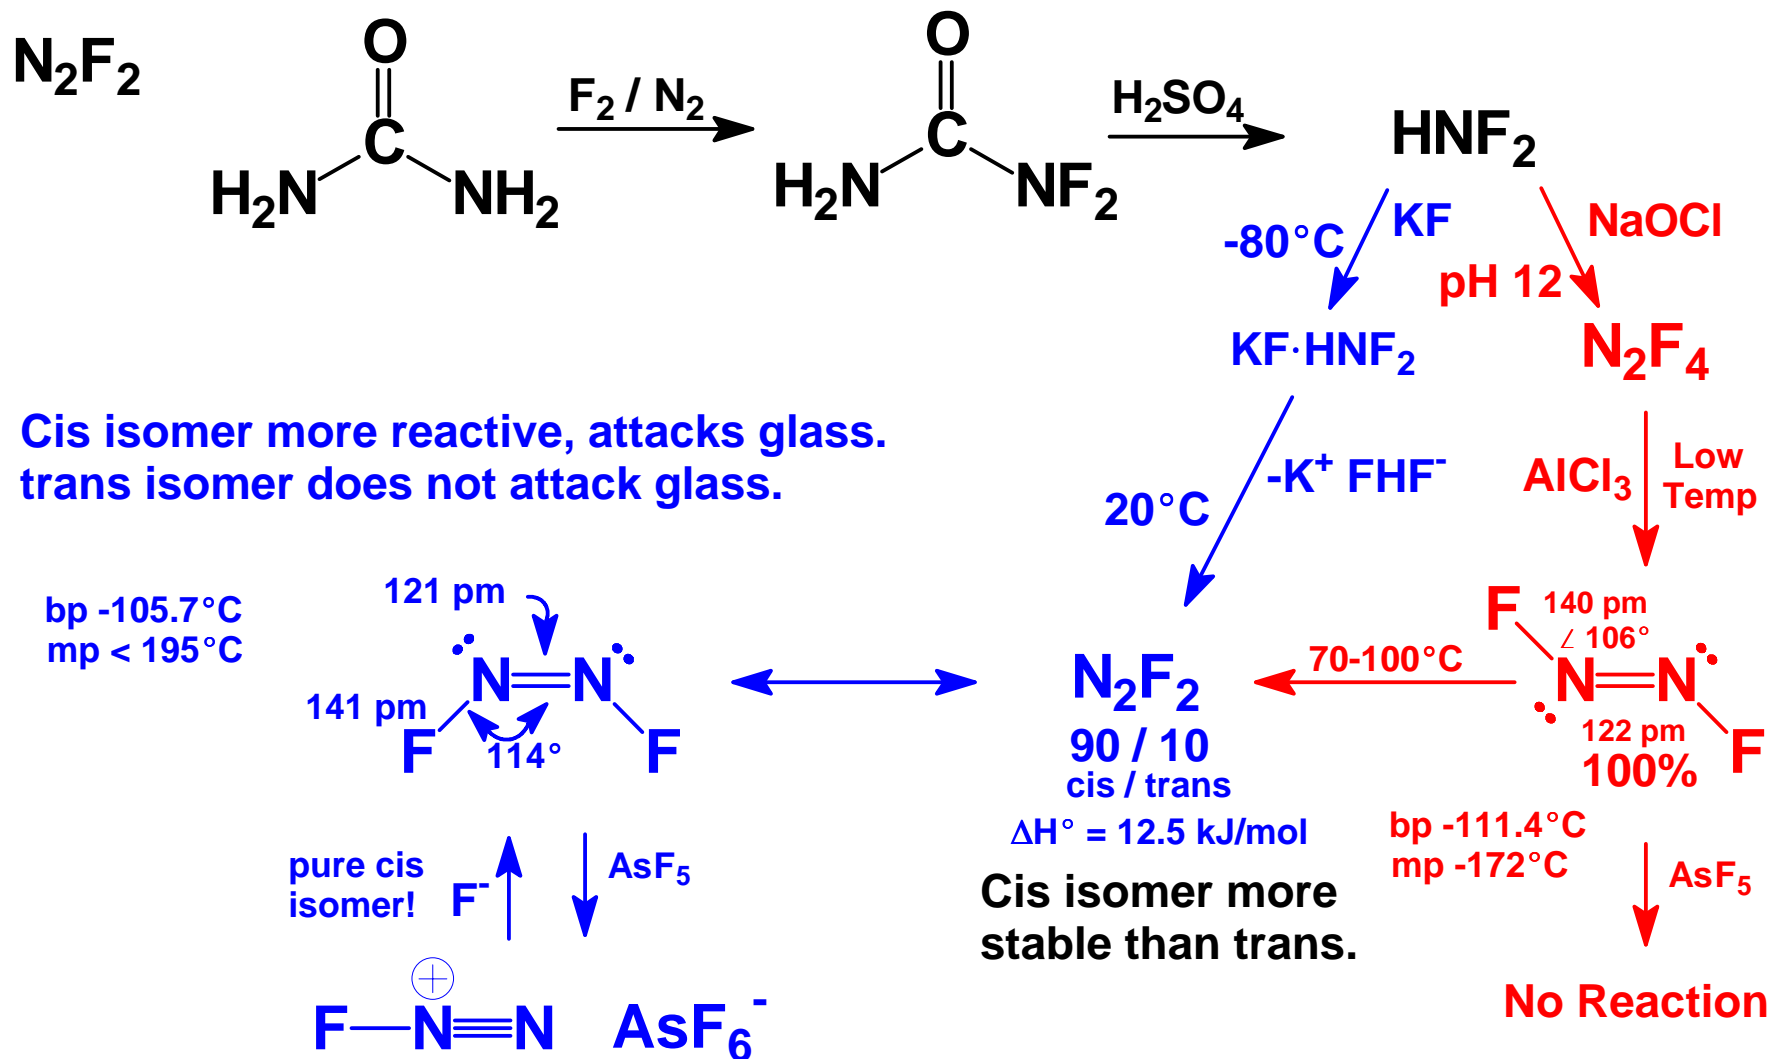 N₂F₂
O
C
H₂N
NH₂
F₂ / N₂
O
C
H₂N
NF₂
H₂SO₄
HNF₂
-80°C
KF
NaOCl
pH 12
KF·HNF₂
N₂F₄
Cis isomer more reactive, attacks glass.
trans isomer does not attack glass.
20°C
-K⁺ FHF⁻
AlCl₃
Low
Temp
bp -105.7°C
mp < 195°C
121 pm
N=N
141 pm
F
114°
F
N₂F₂
90 / 10
cis / trans
ΔH° = 12.5 kJ/mol
Cis isomer more
stable than trans.
70-100°C
F
140 pm
∠ 106°
N=N
122 pm
F
100%
bp -111.4°C
mp -172°C
AsF₅
No Reaction
pure cis
isomer!
F⁻
AsF₅
+
F—N≡N
AsF₆⁻